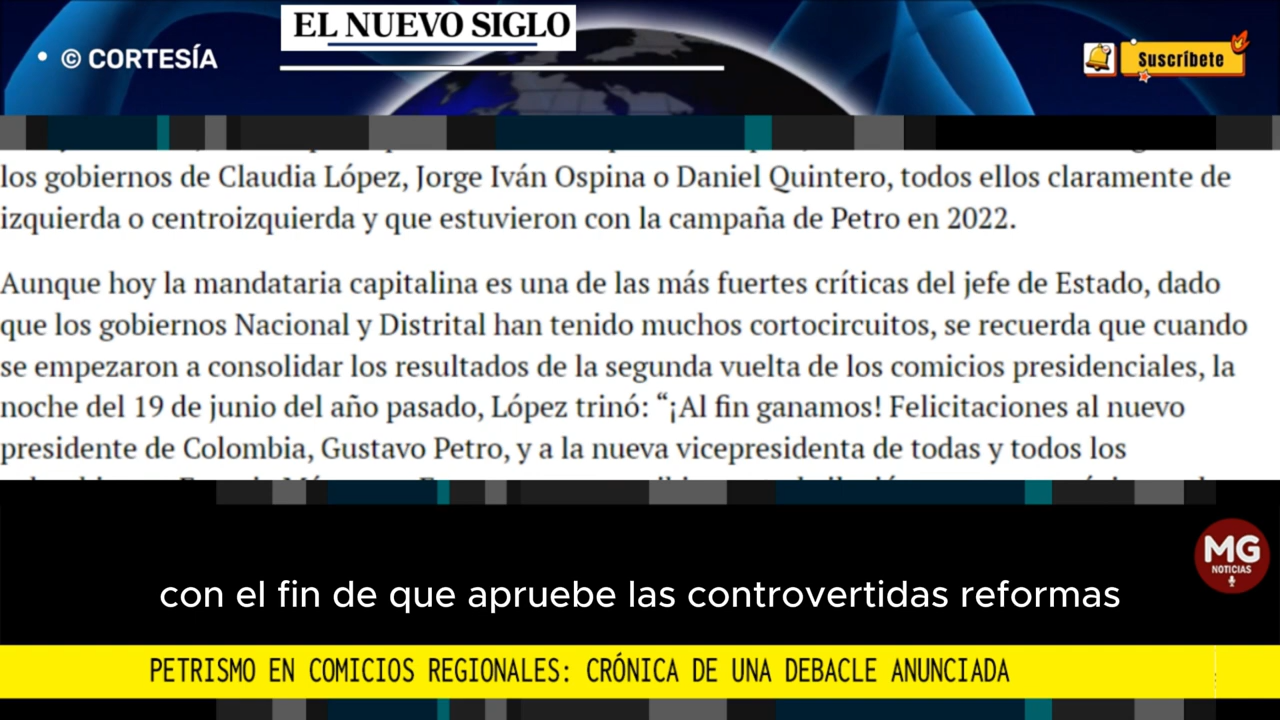 EL NUEVO SIGLO
© CORTESÍA
Suscríbete
los gobiernos de Claudia López, Jorge Iván Ospina o Daniel Quintero, todos ellos claramente de
izquierda o centroizquierda y que estuvieron con la campaña de Petro en 2022.
Aunque hoy la mandataria capitalina es una de las más fuertes críticas del jefe de Estado, dado
que los gobiernos Nacional y Distrital han tenido muchos cortocircuitos, se recuerda que cuando
se empezaron a consolidar los resultados de la segunda vuelta de los comicios presidenciales, la
noche del 19 de junio del año pasado, López trinó: “¡Al fin ganamos! Felicitaciones al nuevo
presidente de Colombia, Gustavo Petro, y a la nueva vicepresidenta de todas y todos los
MG
NOTICIAS
con el fin de que apruebe las controvertidas reformas
PETRISMO EN COMICIOS REGIONALES: CRÓNICA DE UNA DEBACLE ANUNCIADA